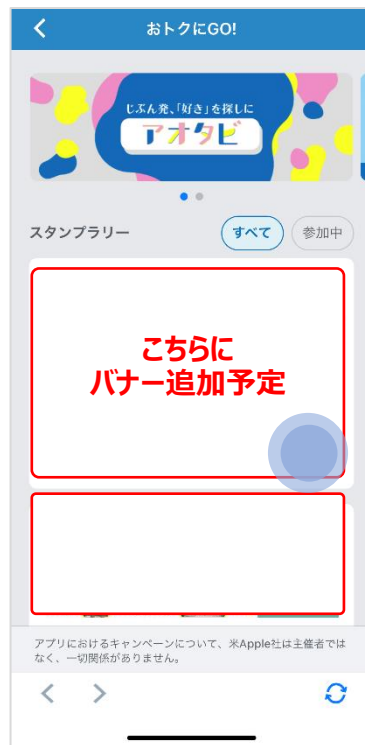 おトクにGO!
じぶん発、「好き」を探しに
アオタビ
スタンプラリー
すべて
参加中
こちらに
バナー追加予定
アプリにおけるキャンペーンについて、米Apple社は主催者では
なく、一切関係がありません。